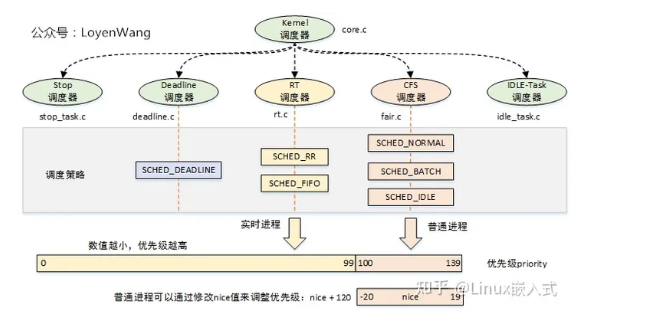 公众号：LoyenWang
Kernel
调度器
core.c
Stop
调度器
Deadline
调度器
RT
调度器
CFS
调度器
IDLE-Task
调度器
stop_task.c
deadline.c
rt.c
fair.c
idle_task.c
调度策略
SCHED_DEADLINE
SCHED_RR
SCHED_FIFO
SCHED_NORMAL
SCHED_BATCH
SCHED_IDLE
实时进程
普通进程
数值越小，优先级越高
0
99
100
139
优先级priority
知乎 @Linux嵌入式
普通进程可以通过修改nice值来调整优先级：nice + 120
-20
nice
19